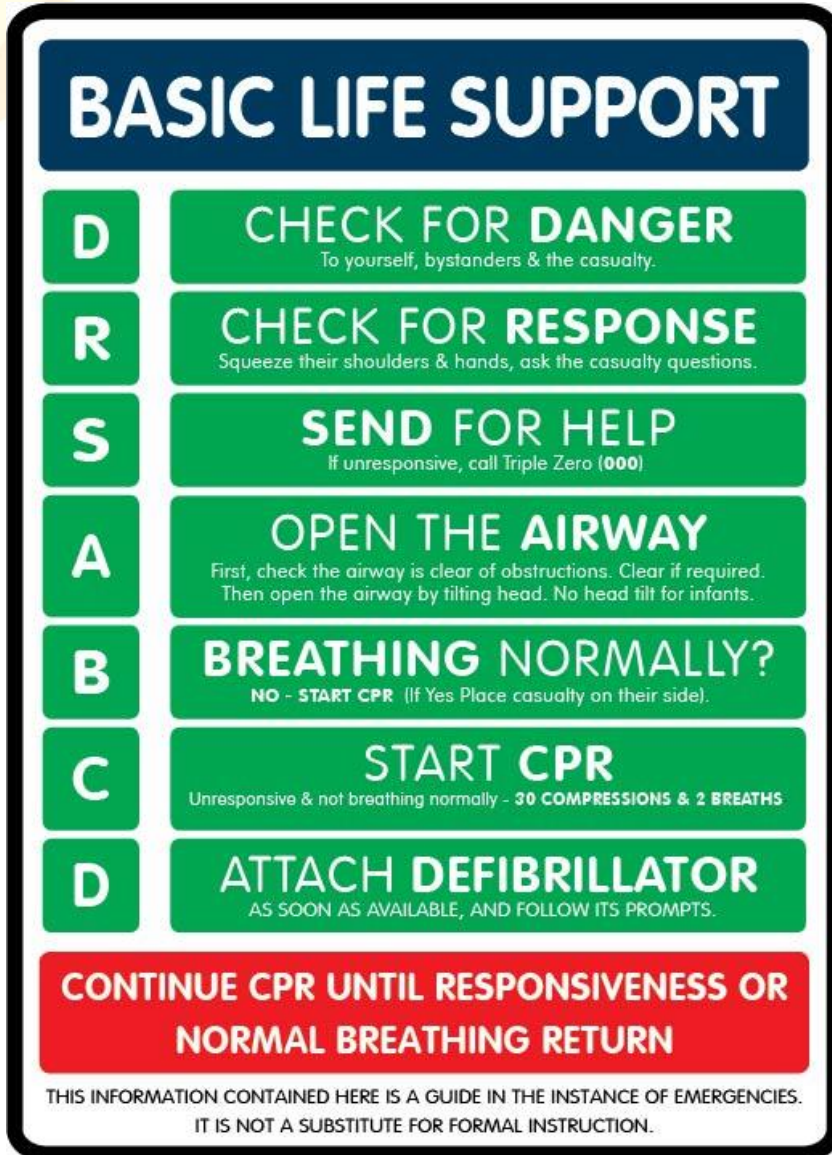 BASIC LIFE SUPPORT
D
CHECK FOR DANGER
To yourself, bystanders & the casualty.
R
CHECK FOR RESPONSE
Squeeze their shoulders & hands, ask the casualty questions.
S
SEND FOR HELP
If unresponsive, call Triple Zero (000)
A
OPEN THE AIRWAY
First, check the airway is clear of obstructions. Clear if required.
Then open the airway by tilting head. No head tilt for infants.
B
BREATHING NORMALLY?
NO - START CPR (If Yes Place casualty on their side).
C
START CPR
Unresponsive & not breathing normally - 30 COMPRESSIONS & 2 BREATHS
D
ATTACH DEFIBRILLATOR
AS SOON AS AVAILABLE, AND FOLLOW ITS PROMPTS.
CONTINUE CPR UNTIL RESPONSIVENESS OR
NORMAL BREATHING RETURN
THIS INFORMATION CONTAINED HERE IS A GUIDE IN THE INSTANCE OF EMERGENCIES.
IT IS NOT A SUBSTITUTE FOR FORMAL INSTRUCTION.